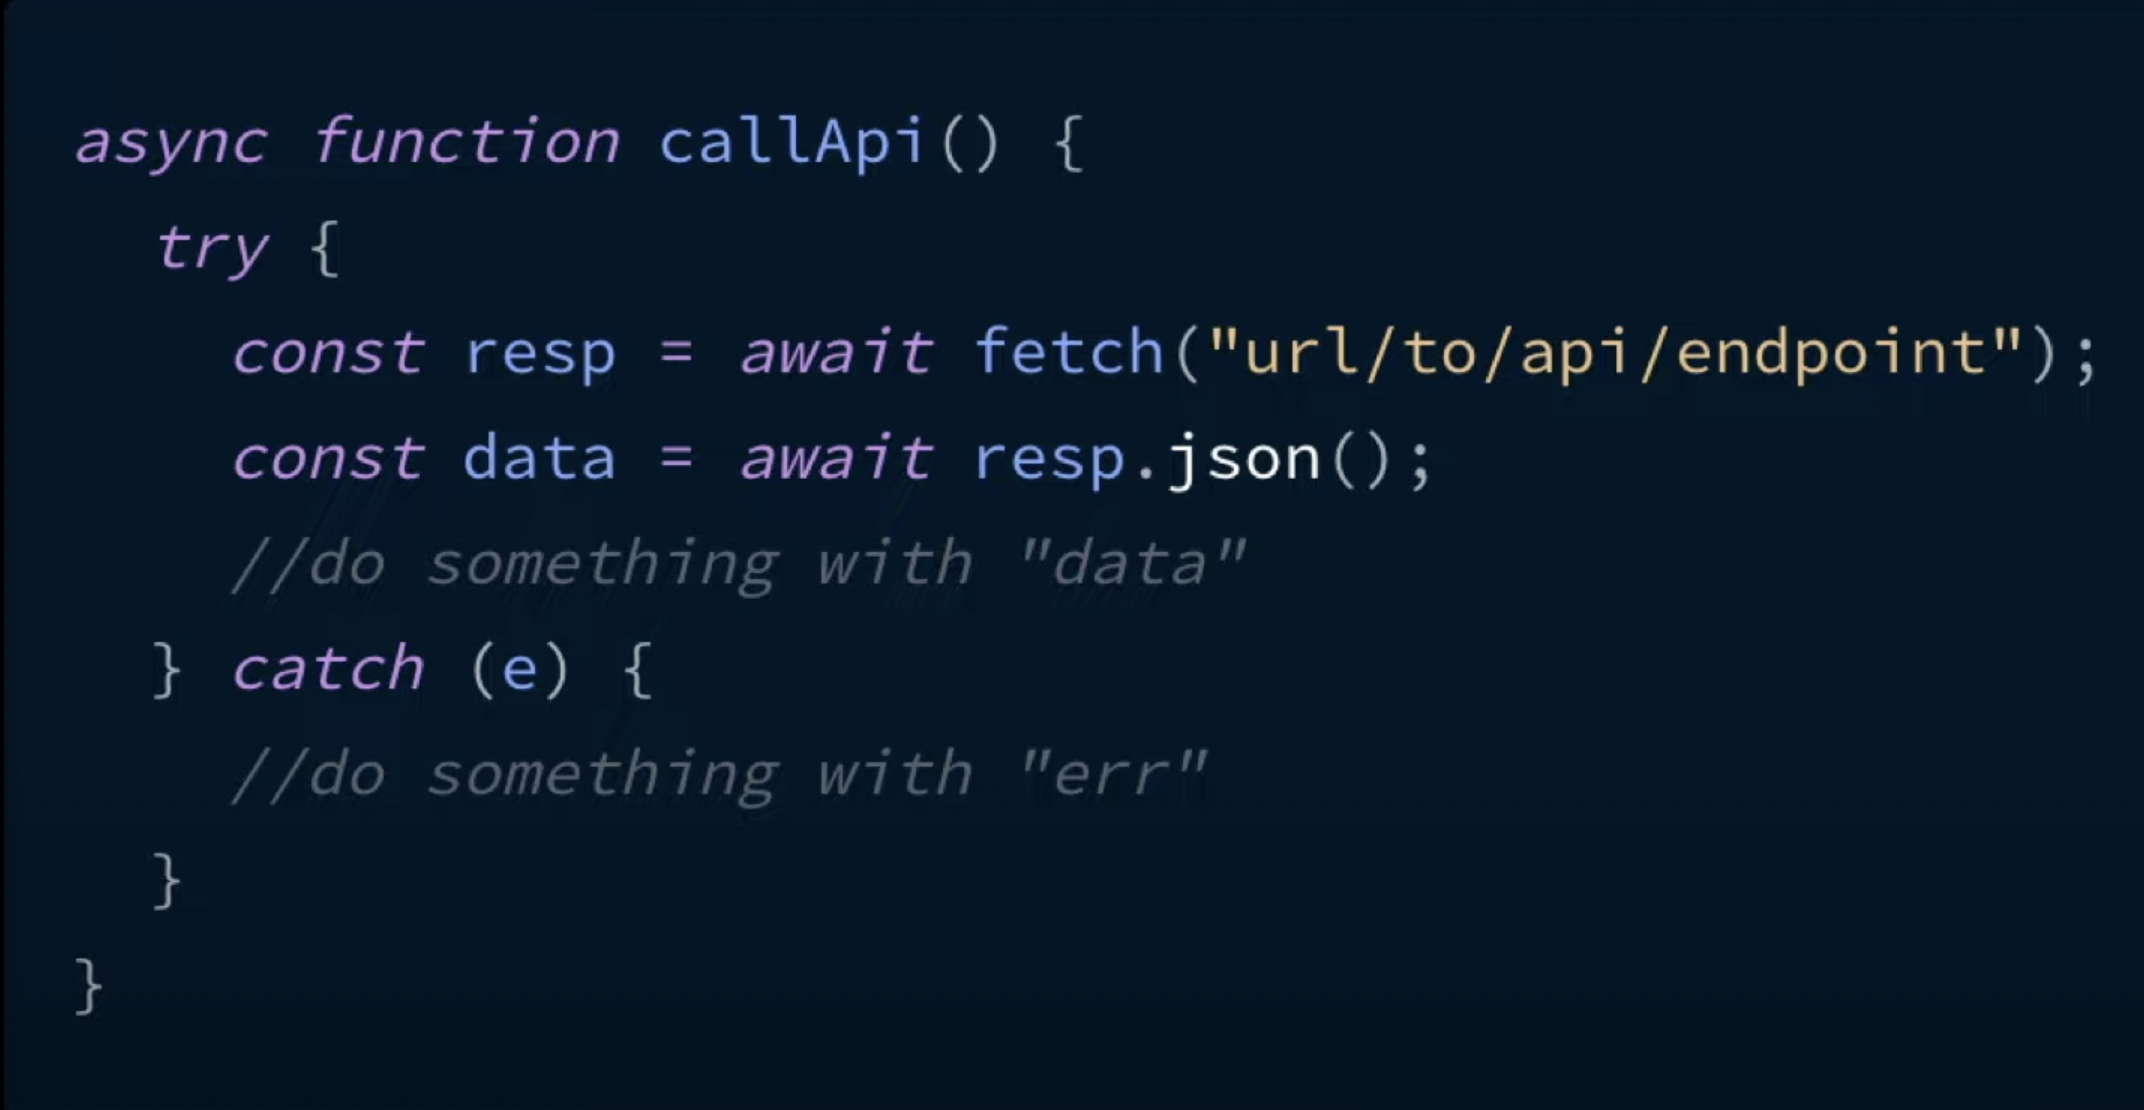 async function callApi() {
  try {
    const resp = await fetch("url/to/api/endpoint");
    const data = await resp.json();
    //do something with "data"
  } catch (e) {
    //do something with "err"
  }
}